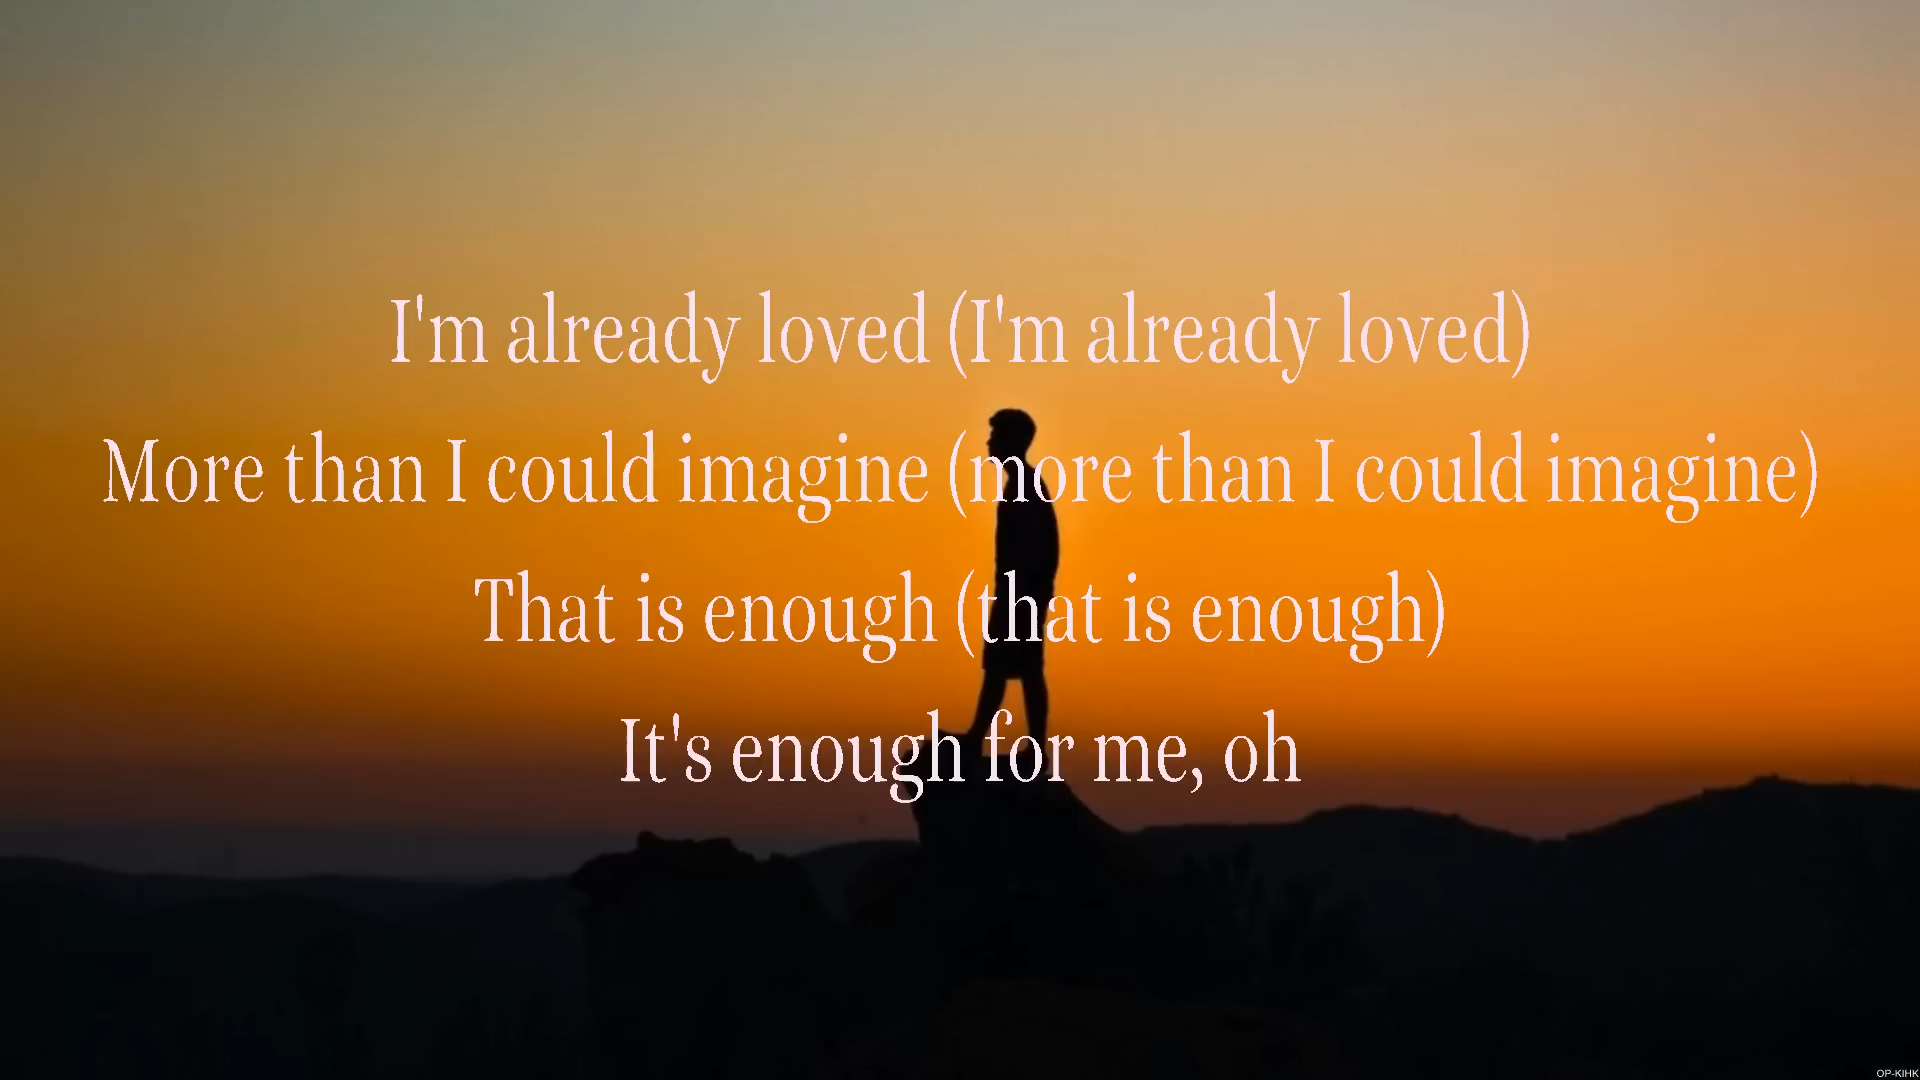 I'm already loved (I'm already loved)
More than I could imagine (more than I could imagine)
That is enough (that is enough)
It's enough for me, oh
OP-KIHK